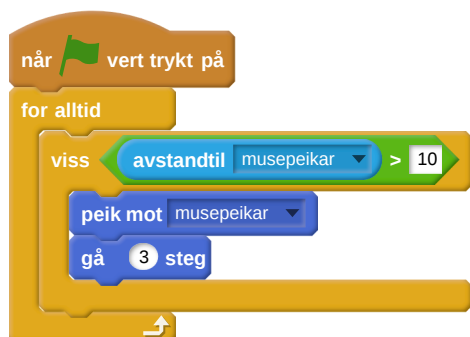 når vert trykt på
for alltid
viss avstandtil musepeikar > 10
peik mot musepeikar
gå 3 steg